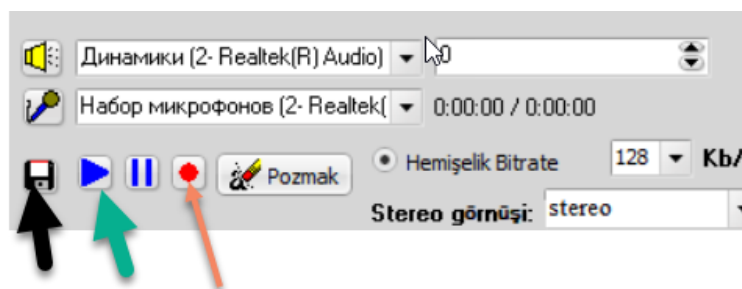 Динамики (2- Realtek(R) Audio) 0
Набор микрофонов (2- Realtek( 0:00:00 / 0:00:00
Pozmak Hemişelik Bitrate 128 Kb/
Stereo görnüşi: stereo